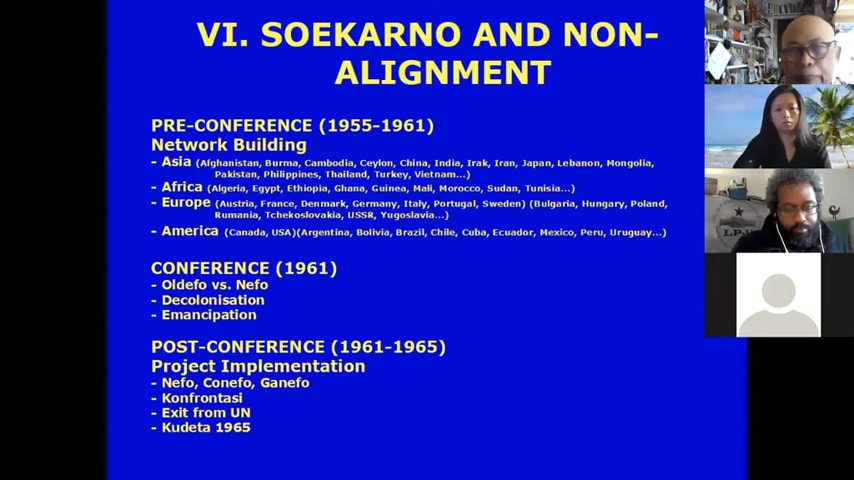 VI. SOEKARNO AND NON-
ALIGNMENT
PRE-CONFERENCE (1955-1961)
Network Building
- Asia (Afghanistan, Burma, Cambodia, Ceylon, China, India, Irak, Iran, Japan, Lebanon, Mongolia,
Pakistan, Philippines, Thailand, Turkey, Vietnam...)
- Africa (Algeria, Egypt, Ethiopia, Ghana, Guinea, Mali, Morocco, Sudan, Tunisia...)
- Europe (Austria, France, Denmark, Germany, Italy, Portugal, Sweden) (Bulgaria, Hungary, Poland,
Rumania, Tchekoslovakia, USSR, Yugoslavia...)
- America (Canada, USA)(Argentina, Bolivia, Brazil, Chile, Cuba, Ecuador, Mexico, Peru, Uruguay...)
CONFERENCE (1961)
- Oldefo vs. Nefo
- Decolonisation
- Emancipation
POST-CONFERENCE (1961-1965)
Project Implementation
- Nefo, Conefo, Ganefo
- Konfrontasi
- Exit from UN
- Kudeta 1965